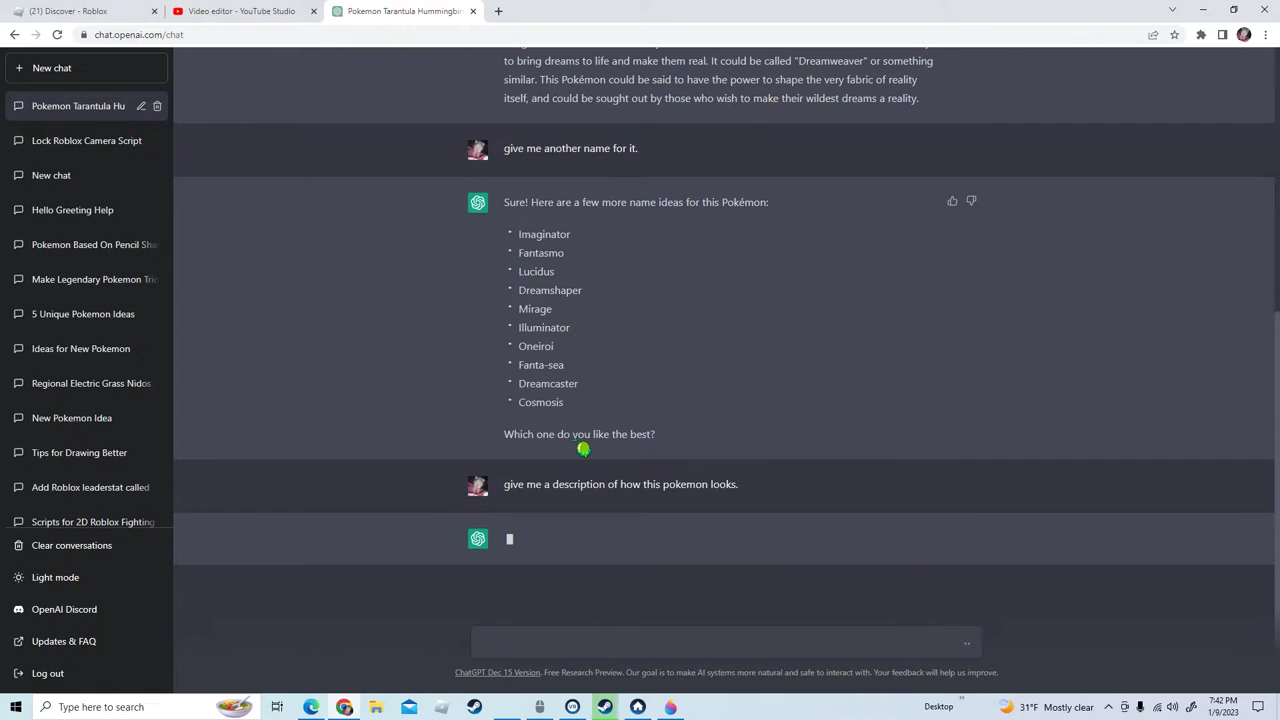 (21) Discover - Roblox
Video editor - YouTube Studio
Pokemon Tarantula Hummingbir
chat.openai.com/chat
New chat
Pokemon Tarantula Hu
Lock Roblox Camera Script
New chat
Hello Greeting Help
Pokemon Based On Pencil Shar
Make Legendary Pokemon Trio
5 Unique Pokemon Ideas
Ideas for New Pokemon
Regional Electric Grass Nidos
New Pokemon Idea
Tips for Drawing Better
Add Roblox leaderstat called
Scripts for 2D Roblox Fighting
Clear conversations
Light mode
OpenAI Discord
Updates & FAQ
Log out
to bring dreams to life and make them real. It could be called "Dreamweaver" or something
similar. This Pokémon could be said to have the power to shape the very fabric of reality
itself, and could be sought out by those who wish to make their wildest dreams a reality.
give me another name for it.
Sure! Here are a few more name ideas for this Pokémon:
• Imaginator
• Fantasmo
• Lucidus
• Dreamshaper
• Mirage
• Illuminator
• Oneiroi
• Fanta-sea
• Dreamcaster
• Cosmosis
Which one do you like the best?
give me a description of how this pokemon looks.
ChatGPT Dec 15 Version. Free Research Preview. Our goal is to make AI systems more natural and safe to interact with. Your feedback will help us improve.
Type here to search
Desktop
31°F Mostly clear
7:42 PM
1/9/2023